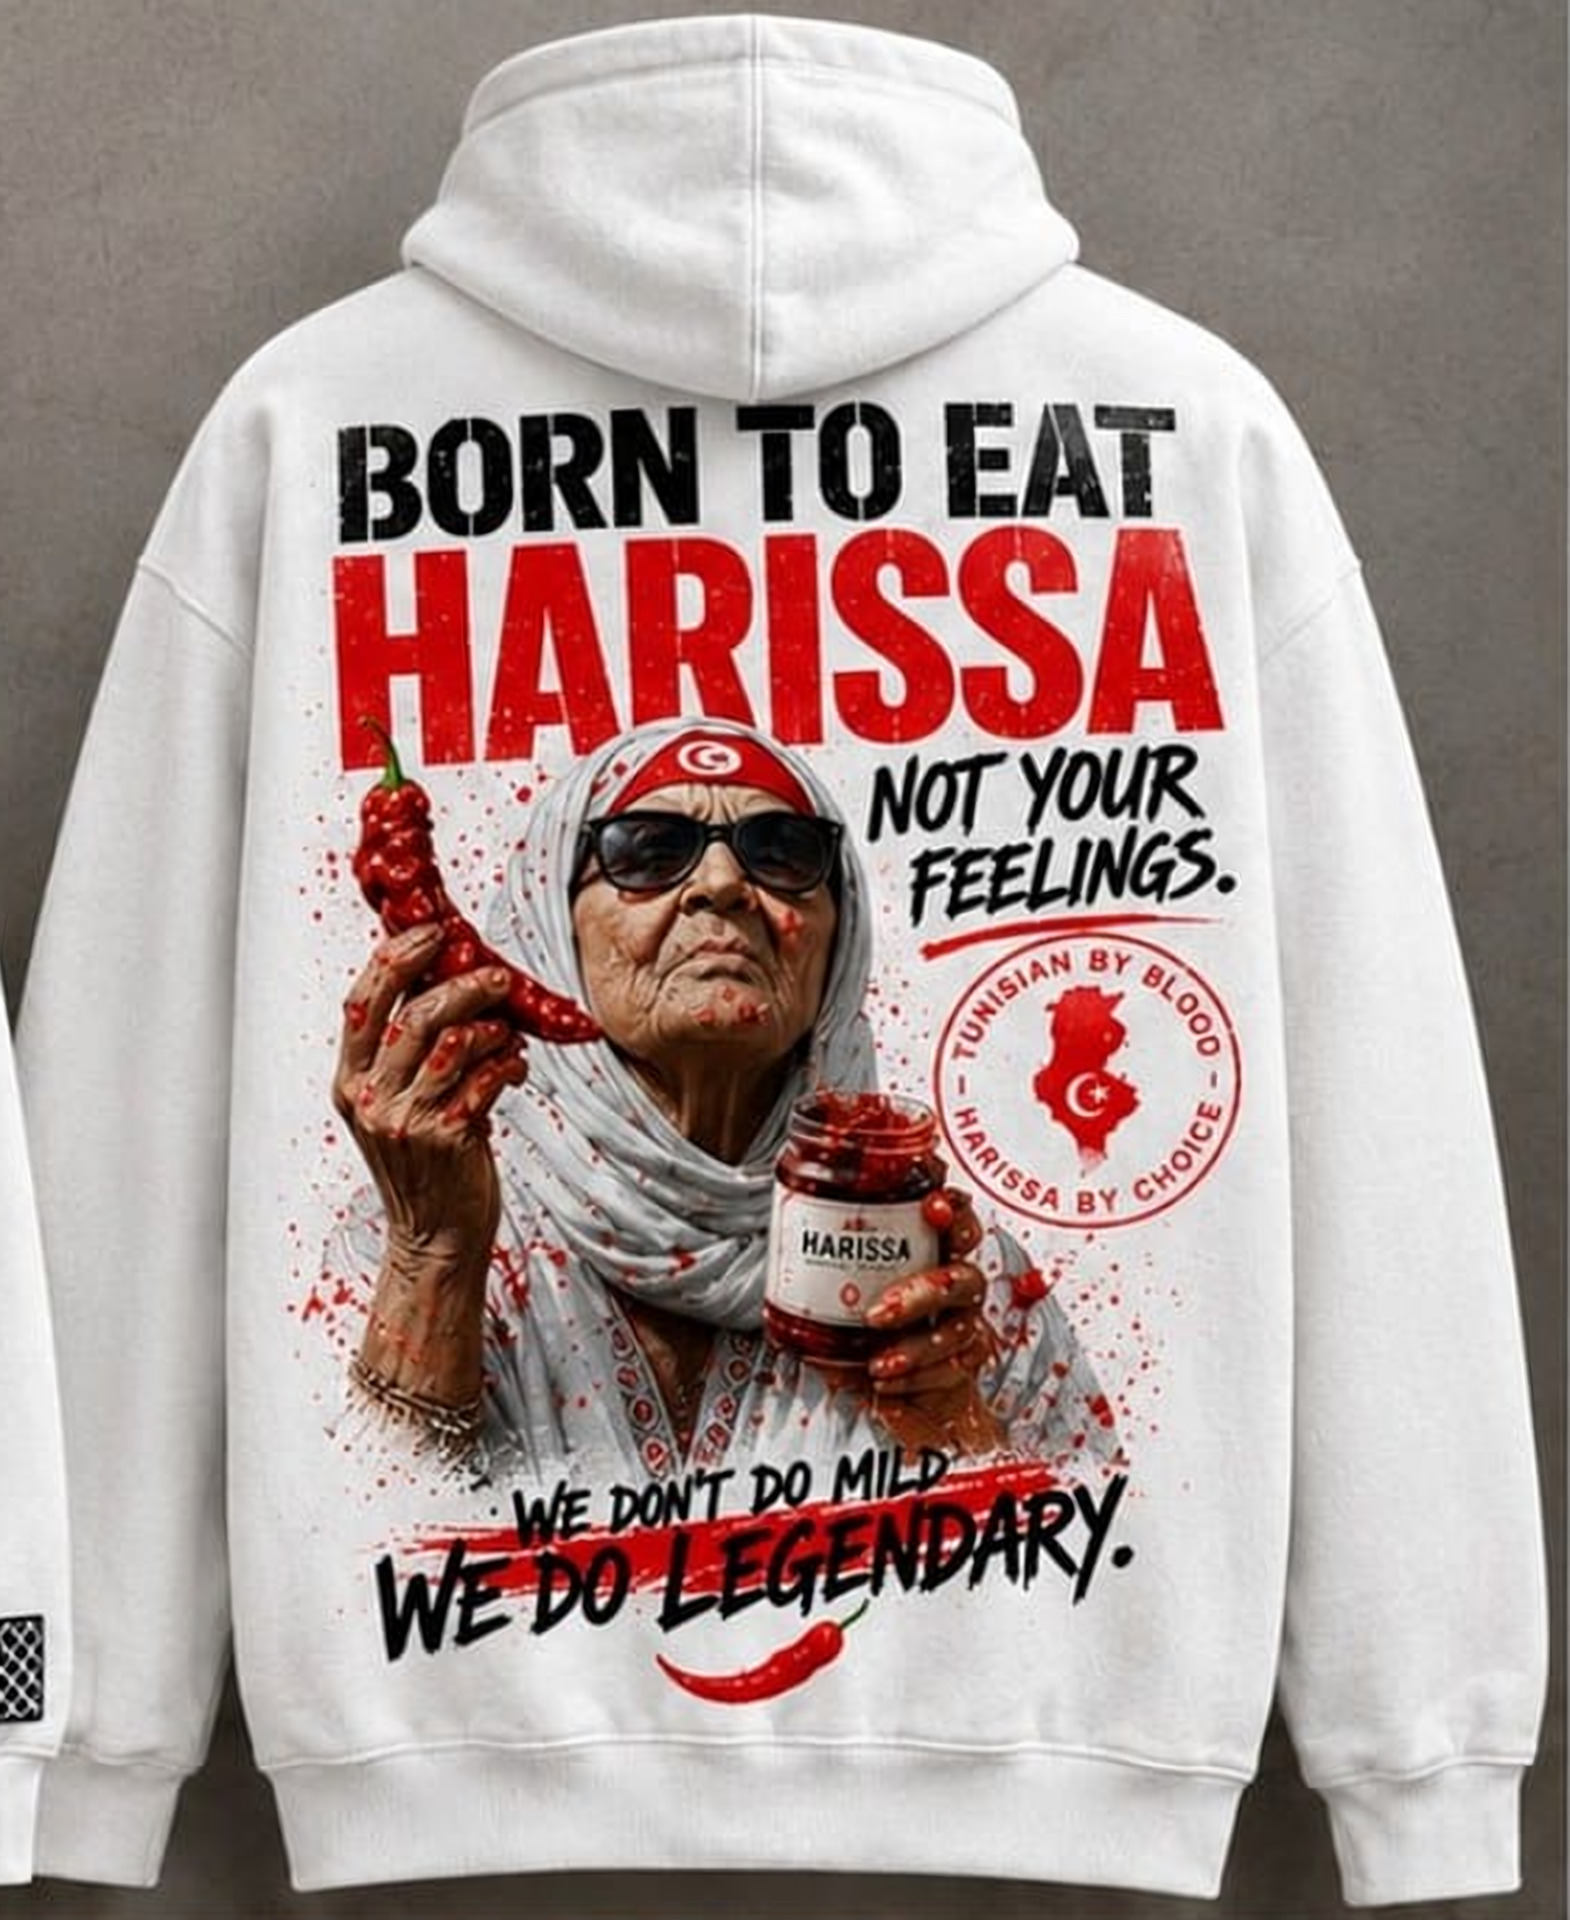 BORN TO EAT
HARISSA
NOT YOUR
FEELINGS.
TUNISIAN BY BLOOD
HARISSA BY CHOICE
HARISSA
WE DON'T DO MILD
WE DO LEGENDARY.